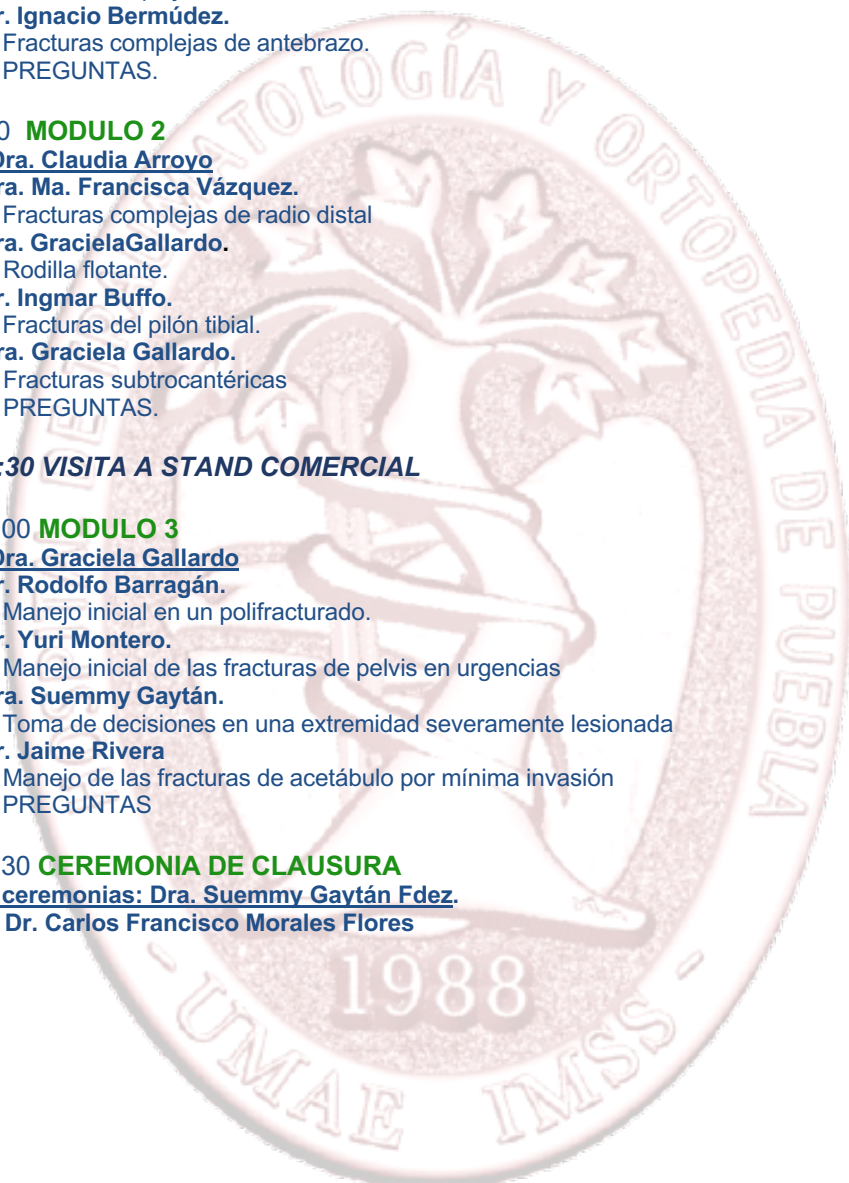 r. Ignacio Bermúdez.
Fracturas complejas de antebrazo.
PREGUNTAS.
0 MODULO 2
Dra. Claudia Arroyo
ra. Ma. Francisca Vázquez.
Fracturas complejas de radio distal
ra. GracielaGallardo.
Rodilla flotante.
r. Ingmar Buffo.
Fracturas del pilón tibial.
ra. Graciela Gallardo.
Fracturas subtrocantéricas
PREGUNTAS.
:30 VISITA A STAND COMERCIAL
00 MODULO 3
Dra. Graciela Gallardo
r. Rodolfo Barragán.
Manejo inicial en un polifracturado.
r. Yuri Montero.
Manejo inicial de las fracturas de pelvis en urgencias
ra. Suemmy Gaytán.
Toma de decisiones en una extremidad severamente lesionada
r. Jaime Rivera
Manejo de las fracturas de acetábulo por mínima invasión
PREGUNTAS
30 CEREMONIA DE CLAUSURA
ceremonias: Dra. Suemmy Gaytán Fdez.
Dr. Carlos Francisco Morales Flores
DE TRAUMATOLOGÍA Y ORTOPEDIA DE PUEBLA
1988
- UMAE IMSS -